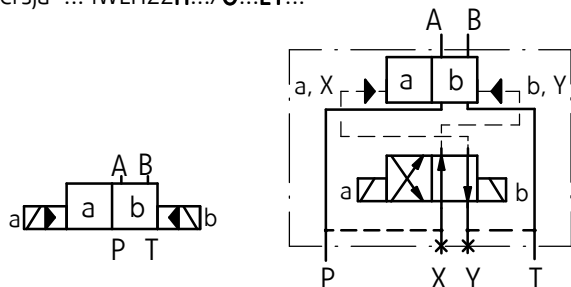 ersja ... 4WEH22H.../O...ET...
A B
a a b b
P T
A B
a, X a b b, Y
a b
P X Y T